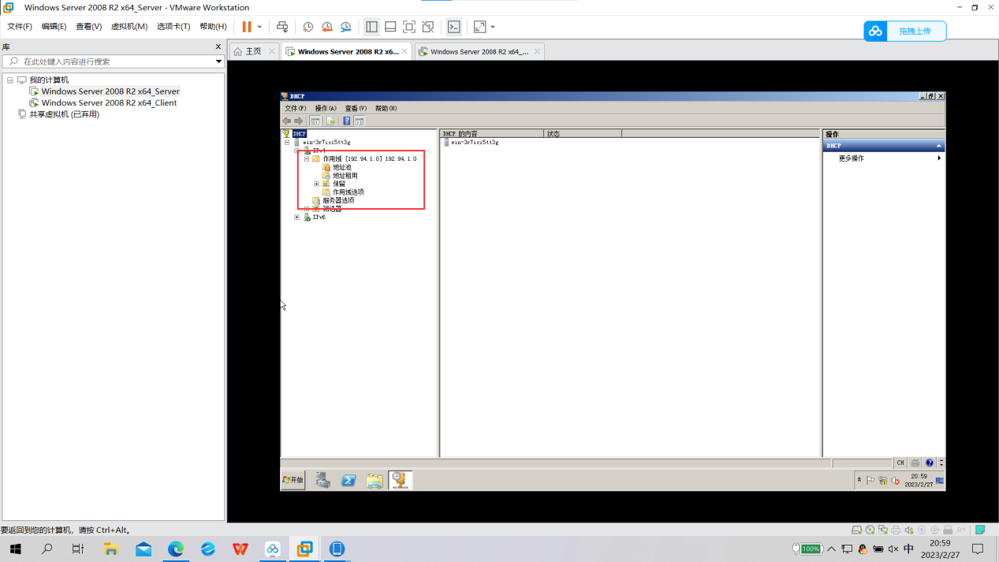 Windows Server 2008 R2 x64_Server - VMware Workstation
文件(F) 编辑(E) 查看(V) 虚拟机(M) 选项卡(T) 帮助(H)
拖拽上传
库
在此处键入内容进行搜索
我的计算机
Windows Server 2008 R2 x64_Server
Windows Server 2008 R2 x64_Client
共享虚拟机 (已弃用)
主页
Windows Server 2008 R2 x6...
Windows Server 2008 R2 x64_...
DHCP
文件(F) 操作(A) 查看(V) 帮助(H)
DHCP
win-3r7ici5tt3g
IPv4
作用域 [192.94.1.0] 192.94.1.0
地址池
地址租用
保留
作用域选项
服务器选项
筛选器
IPv6
DHCP 的内容 状态
win-3r7ici5tt3g
操作
DHCP
更多操作
CH
开始
20:59
2023/2/27
要返回到您的计算机，请按 Ctrl+Alt。
100%
中
20:59
2023/2/27